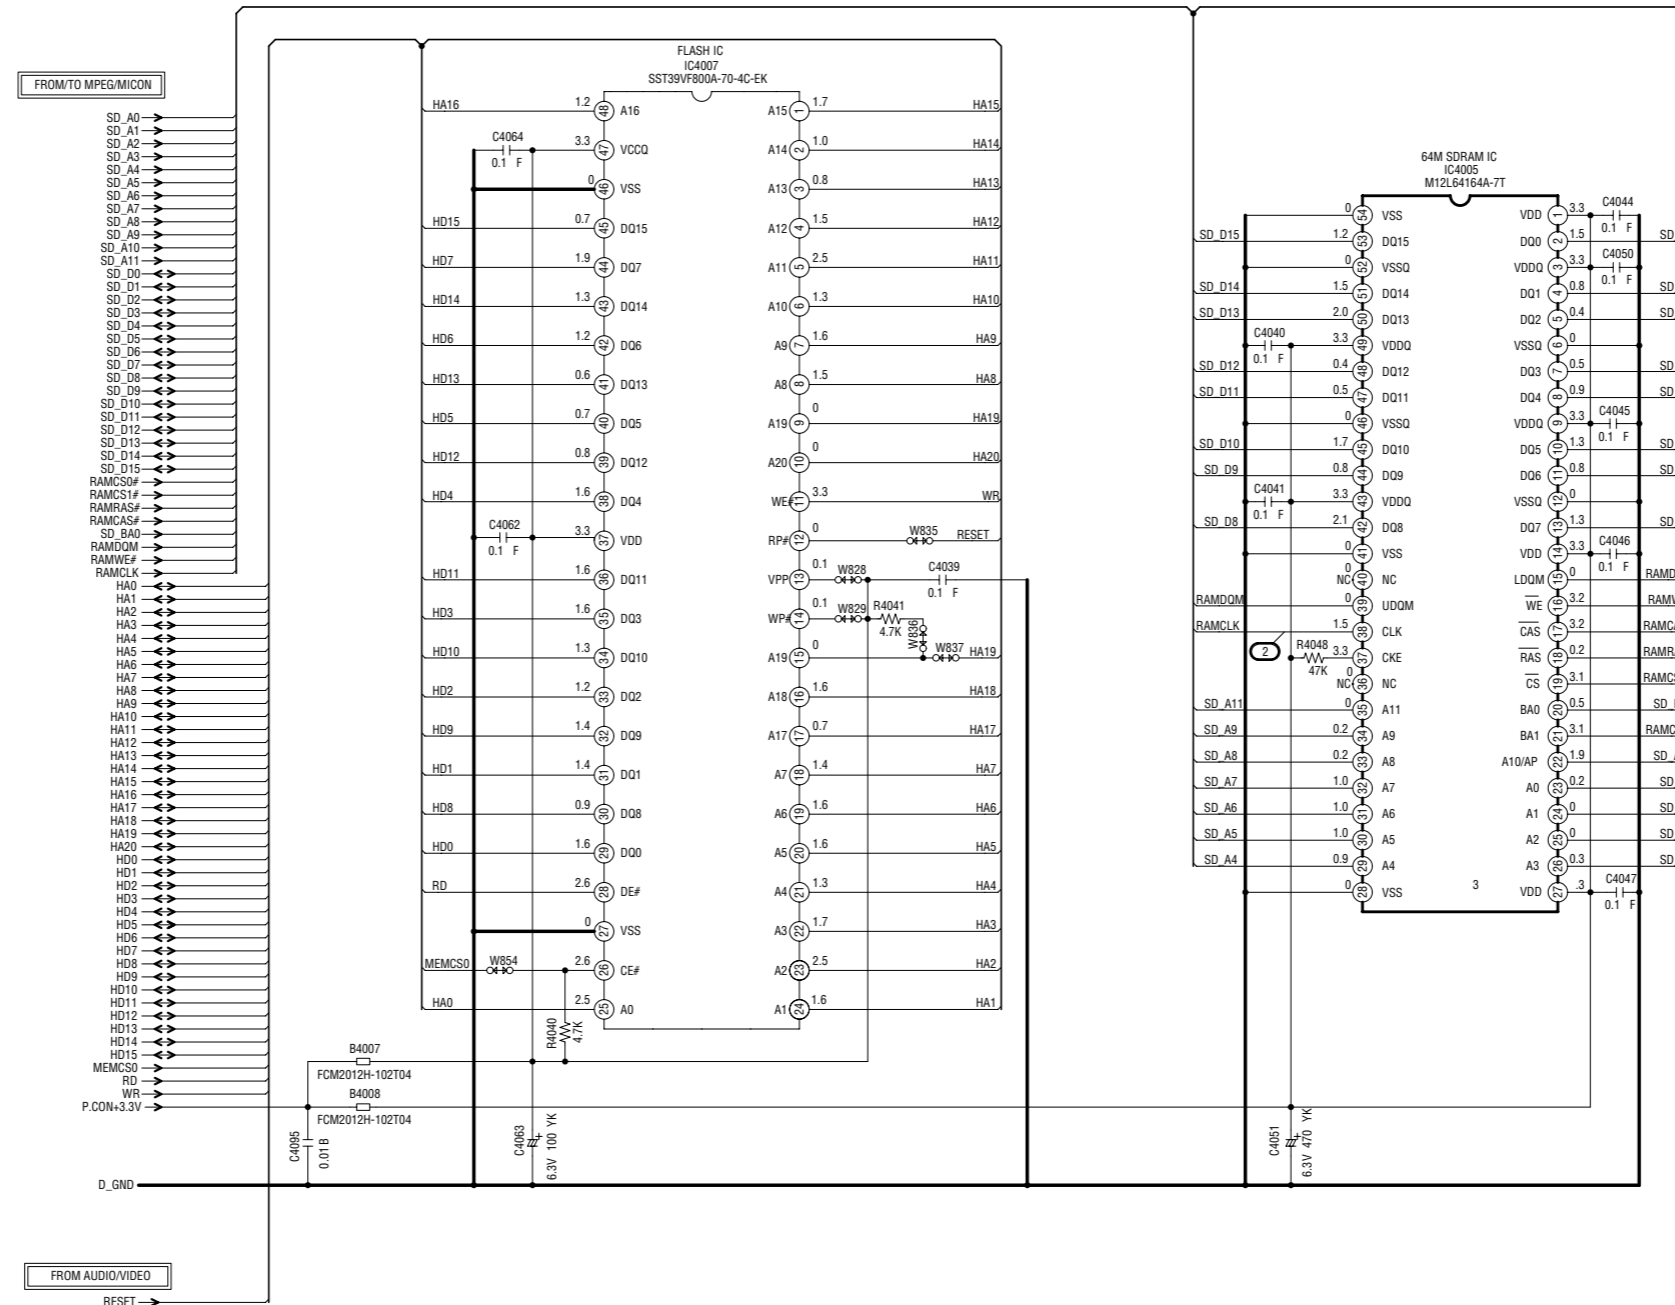 FROM/TO MPEG/MICON
SD_A0
SD_A1
SD_A2
SD_A3
SD_A4
SD_A5
SD_A6
SD_A7
SD_A8
SD_A9
SD_A10
SD_A11
SD_D0
SD_D1
SD_D2
SD_D3
SD_D4
SD_D5
SD_D6
SD_D7
SD_D8
SD_D9
SD_D10
SD_D11
SD_D12
SD_D13
SD_D14
SD_D15
RAMCS0#
RAMCS1#
RAMRAS#
RAMCAS#
SD_BA0
RAMDQM
RAMWE#
RAMCLK
HA0
HA1
HA2
HA3
HA4
HA5
HA6
HA7
HA8
HA9
HA10
HA11
HA12
HA13
HA14
HA15
HA16
HA17
HA18
HA19
HA20
HD0
HD1
HD2
HD3
HD4
HD5
HD6
HD7
HD8
HD9
HD10
HD11
HD12
HD13
HD14
HD15
MEMCS0
RD
WR
P.CON+3.3V
D_GND
FROM AUDIO/VIDEO
RESET
FLASH IC
IC4007
SST39VF800A-70-4C-EK
HA16 1.2 48 A16 A15 1 1.7 HA15
C4064 0.1 F 3.3 47 VCCQ A14 2 1.0 HA14
0 46 VSS A13 3 0.8 HA13
HD15 0.7 45 DQ15 A12 4 1.5 HA12
HD7 1.9 44 DQ7 A11 5 2.5 HA11
HD14 1.3 43 DQ14 A10 6 1.3 HA10
HD6 1.2 42 DQ6 A9 7 1.6 HA9
HD13 0.6 41 DQ13 A8 8 1.5 HA8
HD5 0.7 40 DQ5 A19 9 0 HA19
HD12 0.8 39 DQ12 A20 10 0 HA20
HD4 1.6 38 DQ4 WE# 11 3.3 WR
C4062 0.1 F 3.3 37 VDD RP# 12 0 W835 RESET
HD11 1.6 36 DQ11 VPP 13 0.1 W828 C4039 0.1 F
HD3 1.6 35 DQ3 WP# 14 0.1 W829 R4041 4.7K W836
HD10 1.3 34 DQ10 A19 15 0 W837 HA19
HD2 1.2 33 DQ2 A18 16 1.6 HA18
HD9 1.4 32 DQ9 A17 17 0.7 HA17
HD1 1.4 31 DQ1 A7 18 1.4 HA7
HD8 0.9 30 DQ8 A6 19 1.6 HA6
HD0 1.6 29 DQ0 A5 20 1.6 HA5
RD 2.6 28 DE# A4 21 1.3 HA4
0 27 VSS A3 22 1.7 HA3
MEMCS0 W854 2.6 26 CE# A2 23 2.5 HA2
HA0 2.5 25 A0 A1 24 1.6 HA1
R4040 4.7K
B4007
FCM2012H-102T04
B4008
FCM2012H-102T04
C4095 0.01 B
C4063 6.3V 100 YK
C4051 6.3V 470 YK
64M SDRAM IC
IC4005
M12L64164A-7T
0 54 VSS VDD 1 3.3 C4044 0.1 F
SD_D15 1.2 53 DQ15 DQ0 2 1.5 SD
0 52 VSSQ VDDQ 3 3.3 C4050 0.1 F
SD_D14 1.5 51 DQ14 DQ1 4 0.8 SD
SD_D13 2.0 50 DQ13 DQ2 5 0.4 SD
C4040 0.1 F 3.3 49 VDDQ VSSQ 6 0
SD_D12 0.4 48 DQ12 DQ3 7 0.5 SD
SD_D11 0.5 47 DQ11 DQ4 8 0.9 SD
0 46 VSSQ VDDQ 9 3.3 C4045 0.1 F
SD_D10 1.7 45 DQ10 DQ5 10 1.3 SD
SD_D9 0.8 44 DQ9 DQ6 11 0.8 SD
C4041 0.1 F 3.3 43 VDDQ VSSQ 12 0
SD_D8 2.1 42 DQ8 DQ7 13 1.3 SD
0 41 VSS VDD 14 3.3 C4046 0.1 F
0 NC 40 NC LDQM 15 0 RAMD
RAMDQM 0 39 UDQM WE 16 3.2
RAMCLK 1.5 38 CLK CAS 17 3.2 RAMCA
2 R4048 47K 3.3 37 CKE RAS 18 0.2 RAMRA
0 NC 36 NC CS 19 3.1 RAMCS
SD_A11 0 35 A11 BA0 20 0.5 SD_
SD_A9 0.2 34 A9 BA1 21 3.1 RAMC
SD_A8 0.2 33 A8 A10/AP 22 1.9 SD_A
SD_A7 1.0 32 A7 A0 23 0.2 SD
SD_A6 1.0 31 A6 A1 24 0 SD
SD_A5 1.0 30 A5 A2 25 0 SD
SD_A4 0.9 29 A4 A3 26 0.3 SD
0 28 VSS 3 VDD 27 .3 C4047 0.1 F